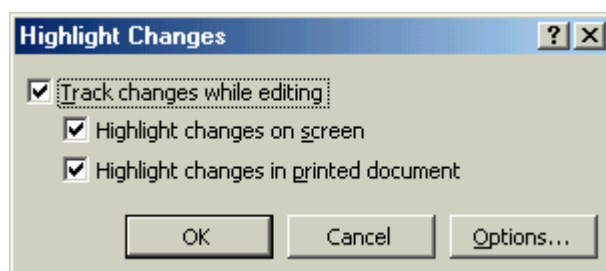 Highlight Changes
Track changes while editing
Highlight changes on screen
Highlight changes in printed document
OK Cancel Options...